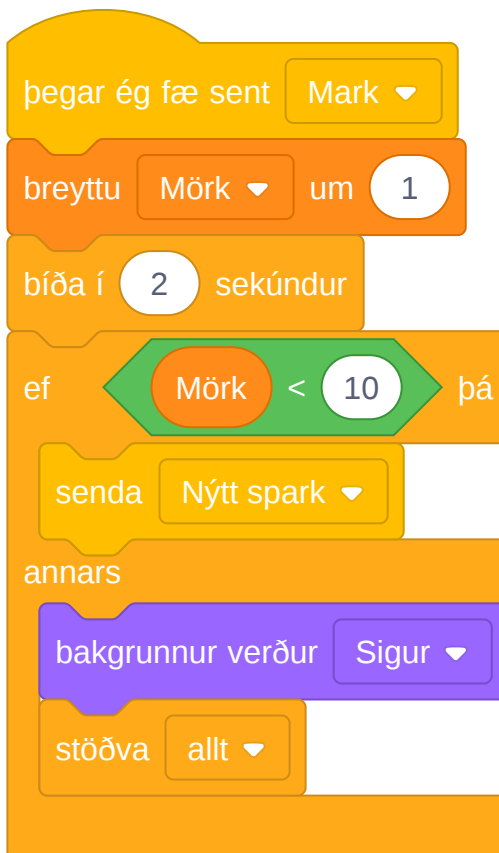 þegar ég fæ sent Mark
breyttu Mörk um 1
bíða í 2 sekúndur
ef Mörk < 10 þá
senda Nýtt spark
annars
bakgrunnur verður Sigur
stöðva allt